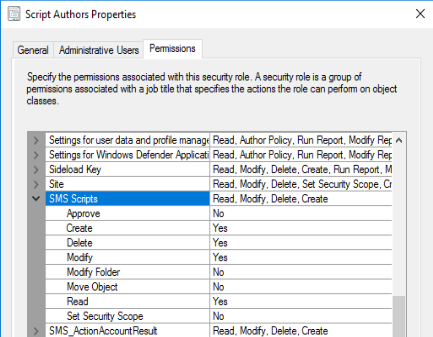 Script Authors Properties
General
Administrative Users
Permissions
Specify the permissions associated with this security role. A security role is a group of
permissions associated with a job title that specifies the actions the role can perform on object
classes.
Settings for user data and profile manage Read, Author Policy, Run Report, Modify Rep
Settings for Windows Defender Applicati Read, Author Policy, Run Report, Modify Rep
Sideload Key Read, Modify, Delete, Create, Run Report, M
Site Read, Modify, Delete, Set Security Scope, Cr
SMS Scripts Read, Modify, Delete, Create
Approve No
Create Yes
Delete Yes
Modify Yes
Modify Folder No
Move Object No
Read Yes
Set Security Scope No
SMS_ActionAccountResult Read, Modify, Delete, Create